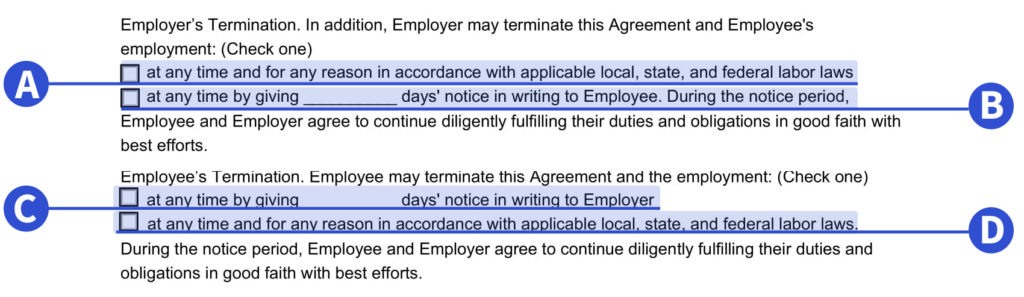 Employer's Termination. In addition, Employer may terminate this Agreement and Employee's
employment: (Check one)
A
at any time and for any reason in accordance with applicable local, state, and federal labor laws
at any time by giving __________ days' notice in writing to Employee. During the notice period,
B
Employee and Employer agree to continue diligently fulfilling their duties and obligations in good faith with
best efforts.
Employee's Termination. Employee may terminate this Agreement and the employment: (Check one)
C
at any time by giving __________ days' notice in writing to Employer
at any time and for any reason in accordance with applicable local, state, and federal labor laws.
D
During the notice period, Employee and Employer agree to continue diligently fulfilling their duties and
obligations in good faith with best efforts.